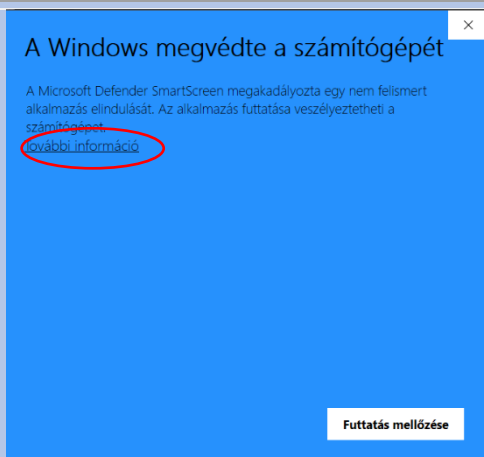 A Windows megvédte a számítógépét
A Microsoft Defender SmartScreen megakadályozta egy nem felismert
alkalmazás elindulását. Az alkalmazás futtatása veszélyeztetheti a
számítógépet.
További információ
Futtatás mellőzése